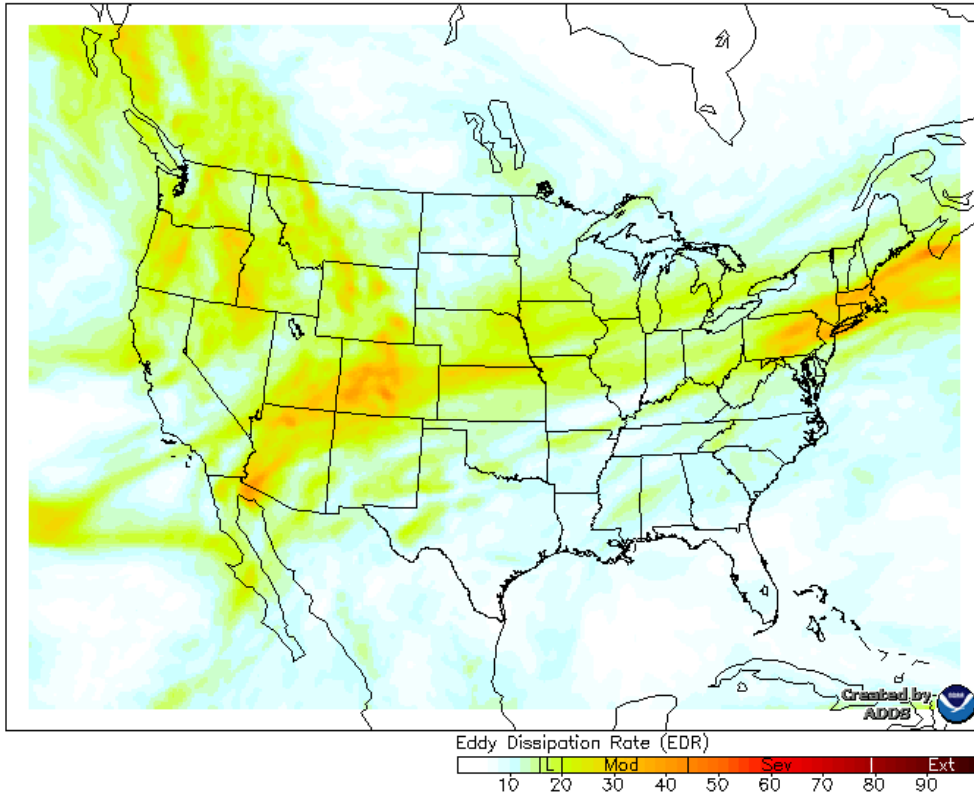 Created by
ADDS
Eddy Dissipation Rate (EDR)
L Mod Sev Ext
10 20 30 40 50 60 70 80 90